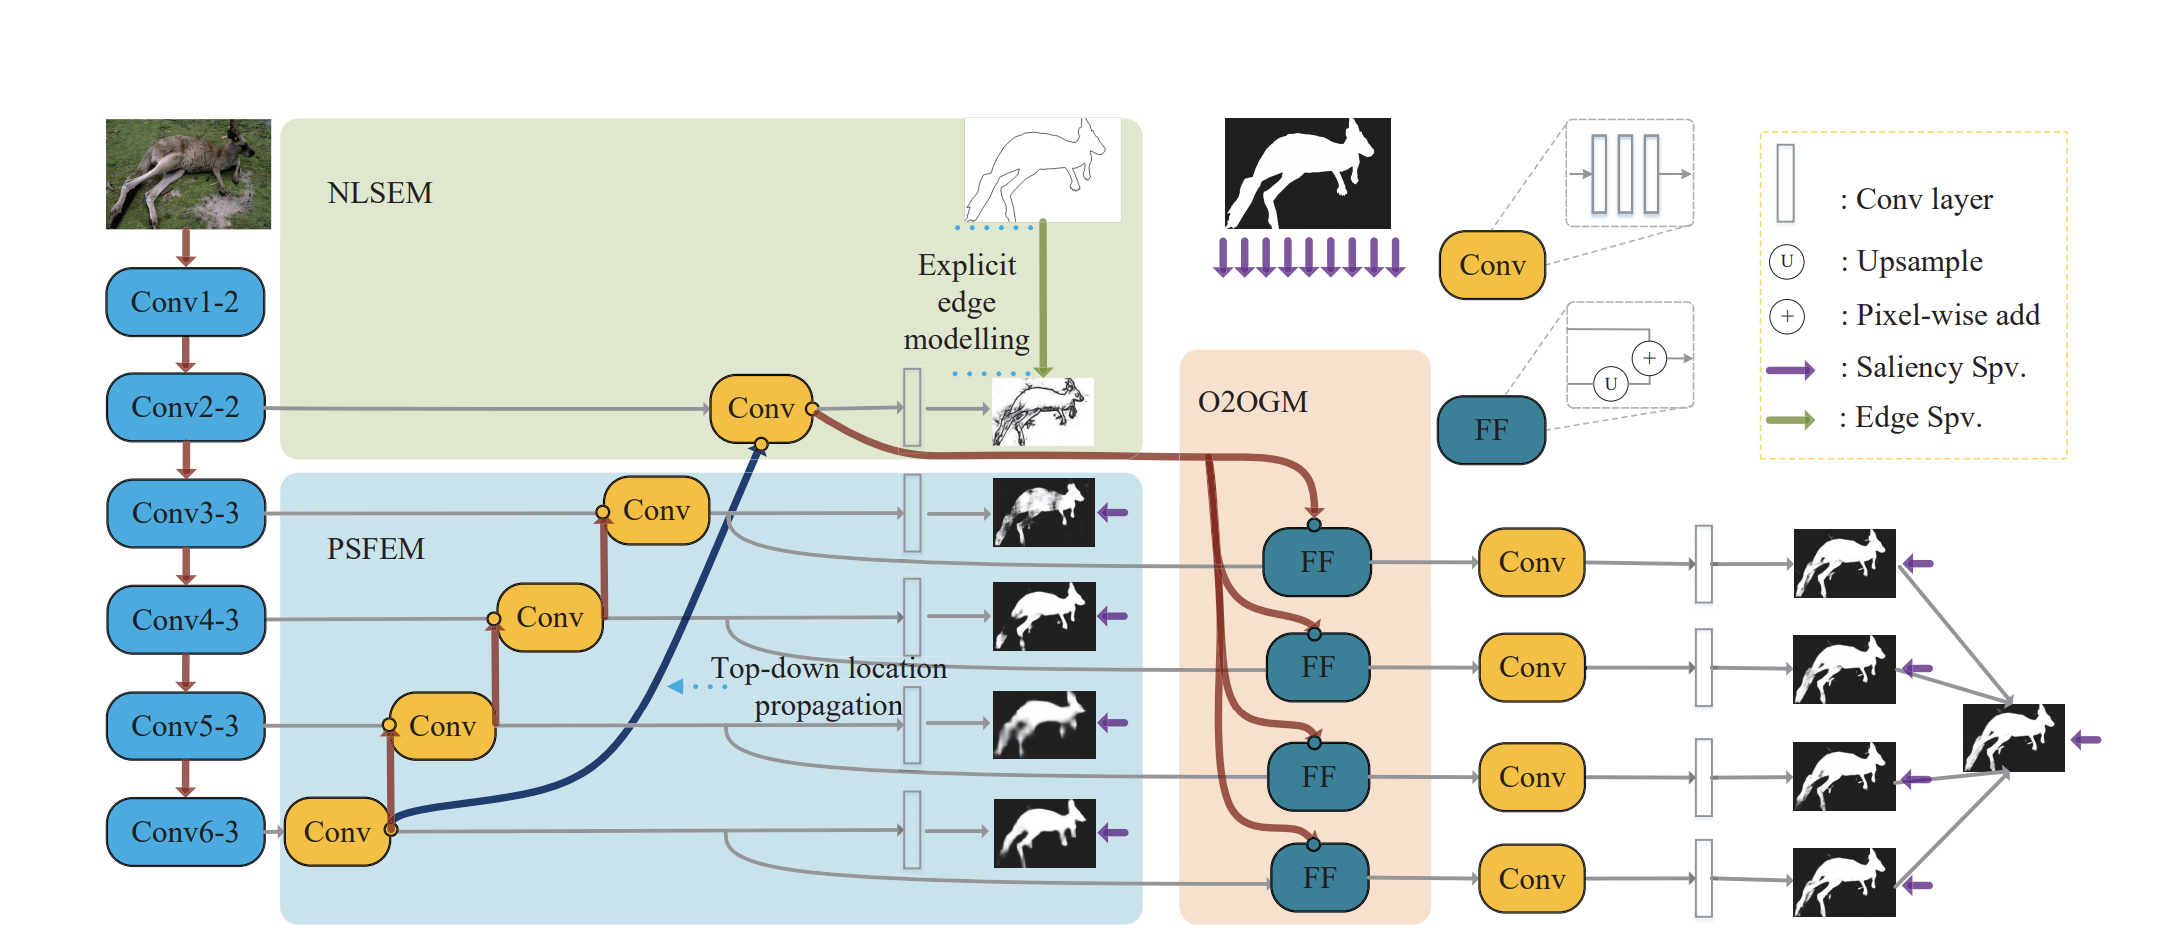 NLSEM
Explicit
edge
modelling
Conv1-2
Conv2-2
Conv3-3
Conv4-3
Conv5-3
Conv6-3
Conv
PSFEM
Conv
Conv
Conv
Conv
Top-down location
propagation
O2OGM
FF
FF
FF
FF
Conv
Conv
Conv
Conv
Conv
FF
U
+
: Conv layer
U : Upsample
+ : Pixel-wise add
: Saliency Spv.
: Edge Spv.